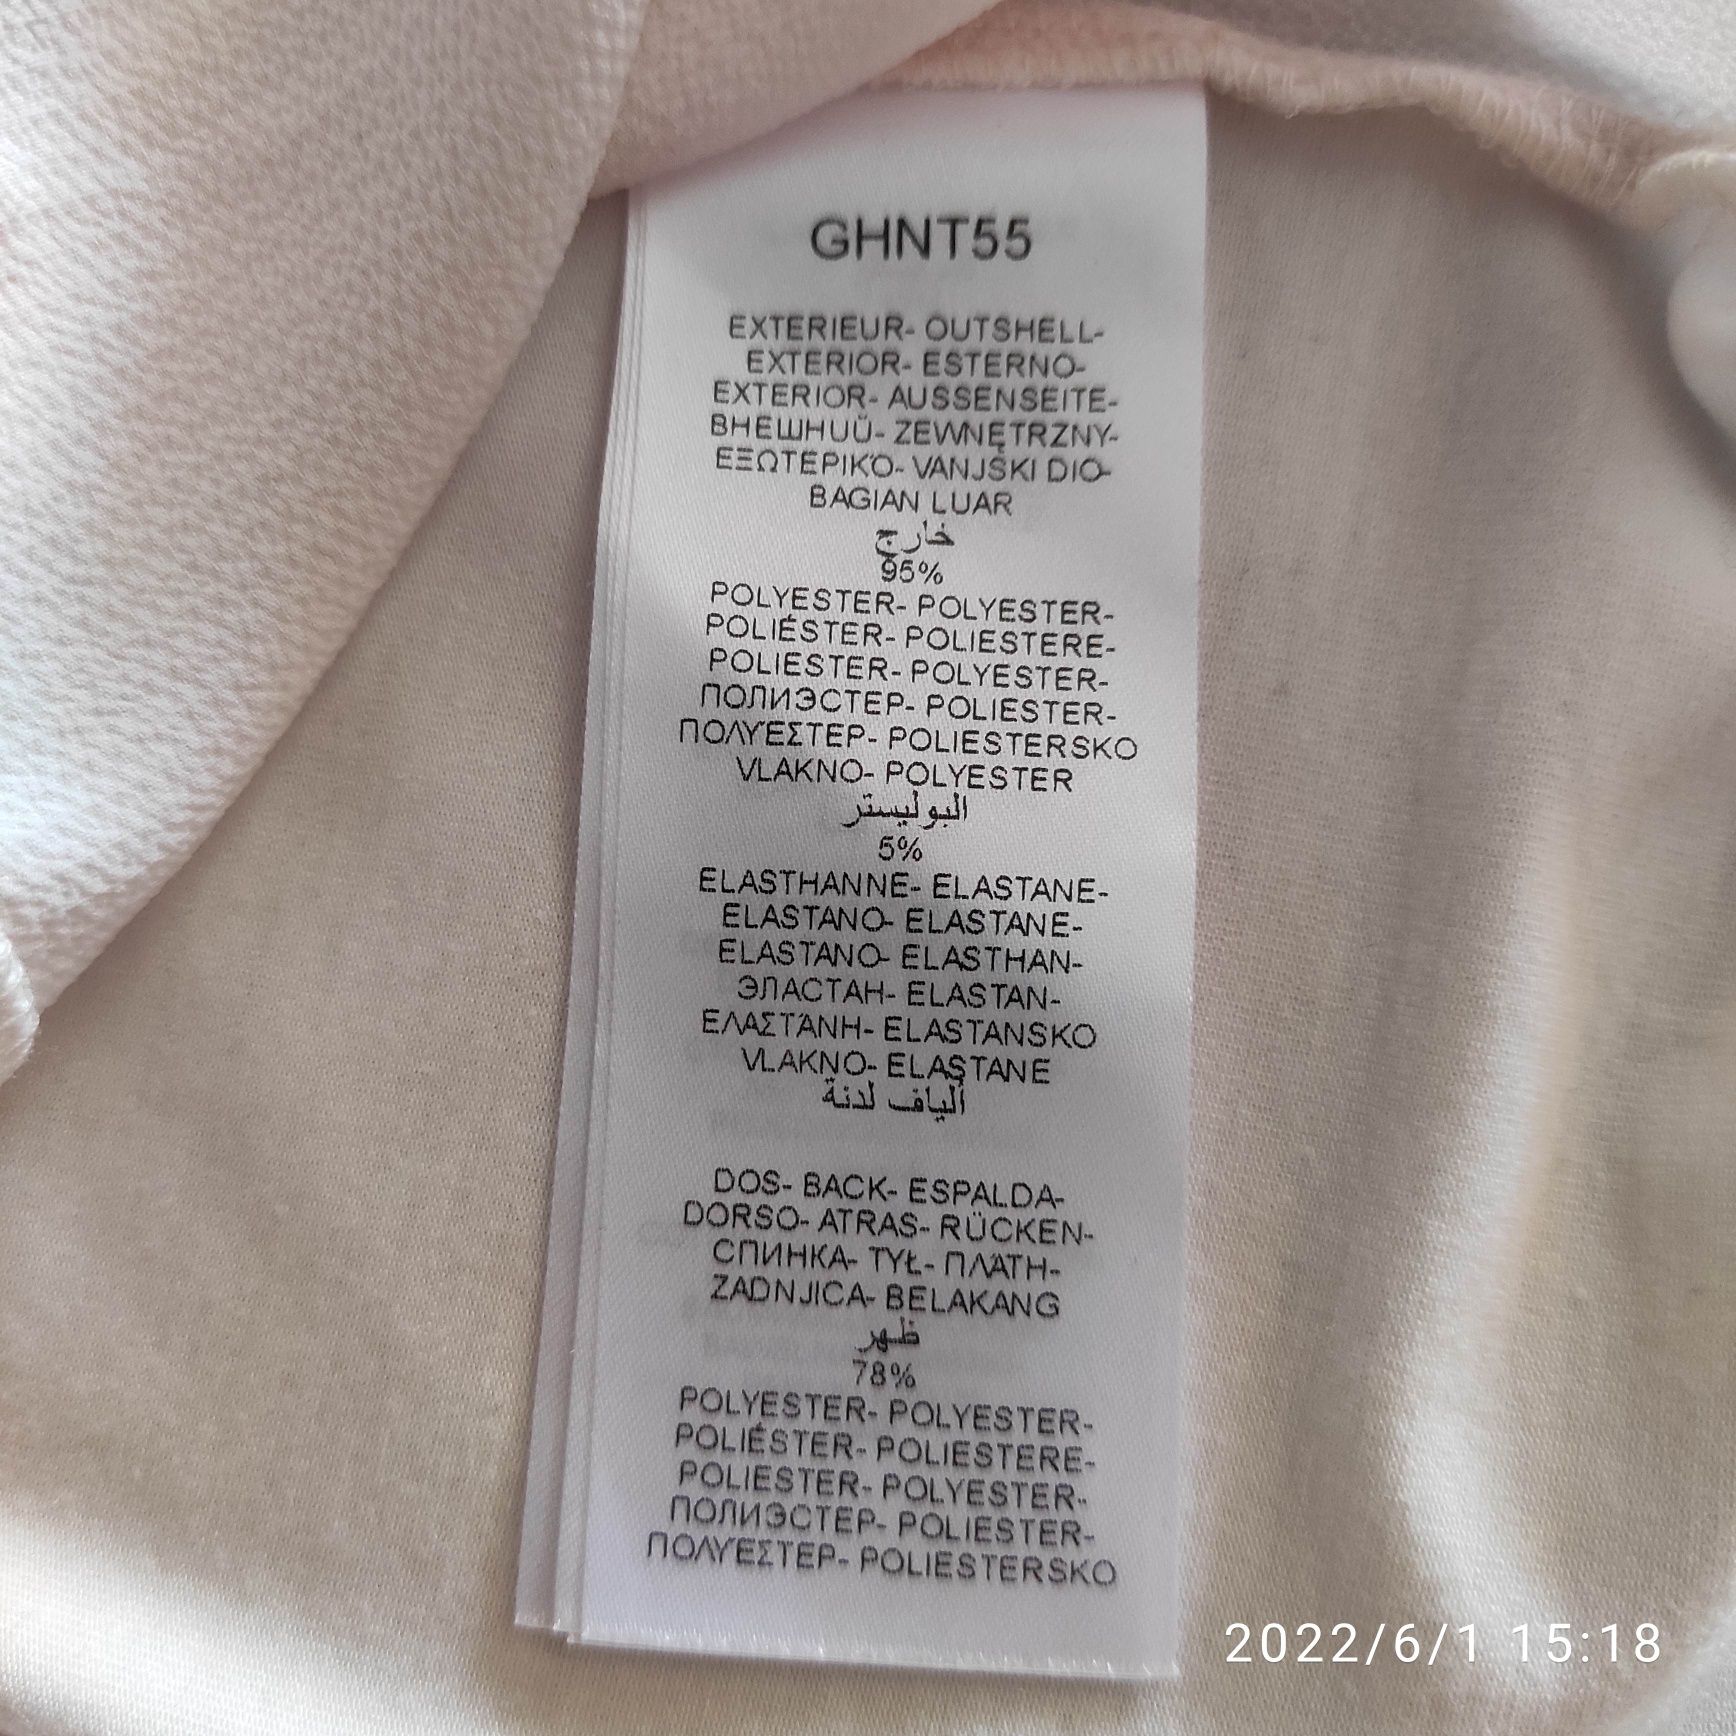 GHNT55
EXTERIEUR- OUTSHELL-
EXTERIOR- ESTERNO-
EXTERIOR- AUSSENSEITE-
ВНЕШНUŬ- ZEWNĘTRZNY-
ΕΞΩΤΕΡΙΚΌ- VANJSKI DIO-
BAGIAN LUAR
خارج
95%
POLYESTER- POLYESTER-
POLIÉSTER- POLIESTERE-
POLIESTER- POLYESTER-
ПОЛИЭСТЕР- POLIESTER-
ΠΟΛΥΈΣΤΕΡ- POLIESTERSKO
VLAKNO- POLYESTER
البوليستر
5%
ELASTHANNE- ELASTANE-
ELASTANO- ELASTANE-
ELASTANO- ELASTHAN-
ЭЛАСТАН- ELASTAN-
ΕΛΑΣΤΆΝΗ- ELASTANSKO
VLAKNO- ELASTANE
ألياف لدنة
DOS- BACK- ESPALDA-
DORSO- ATRAS- RÜCKEN-
СПИНКА- TYŁ- ΠΛΆΤΗ-
ZADNJICA- BELAKANG
ظهر
78%
POLYESTER- POLYESTER-
POLIÉSTER- POLIESTERE-
POLIESTER- POLYESTER-
ПОЛИЭСТЕР- POLIESTER-
ΠΟΛΥΈΣΤΕΡ- POLIESTERSKO
2022/6/1 15:18